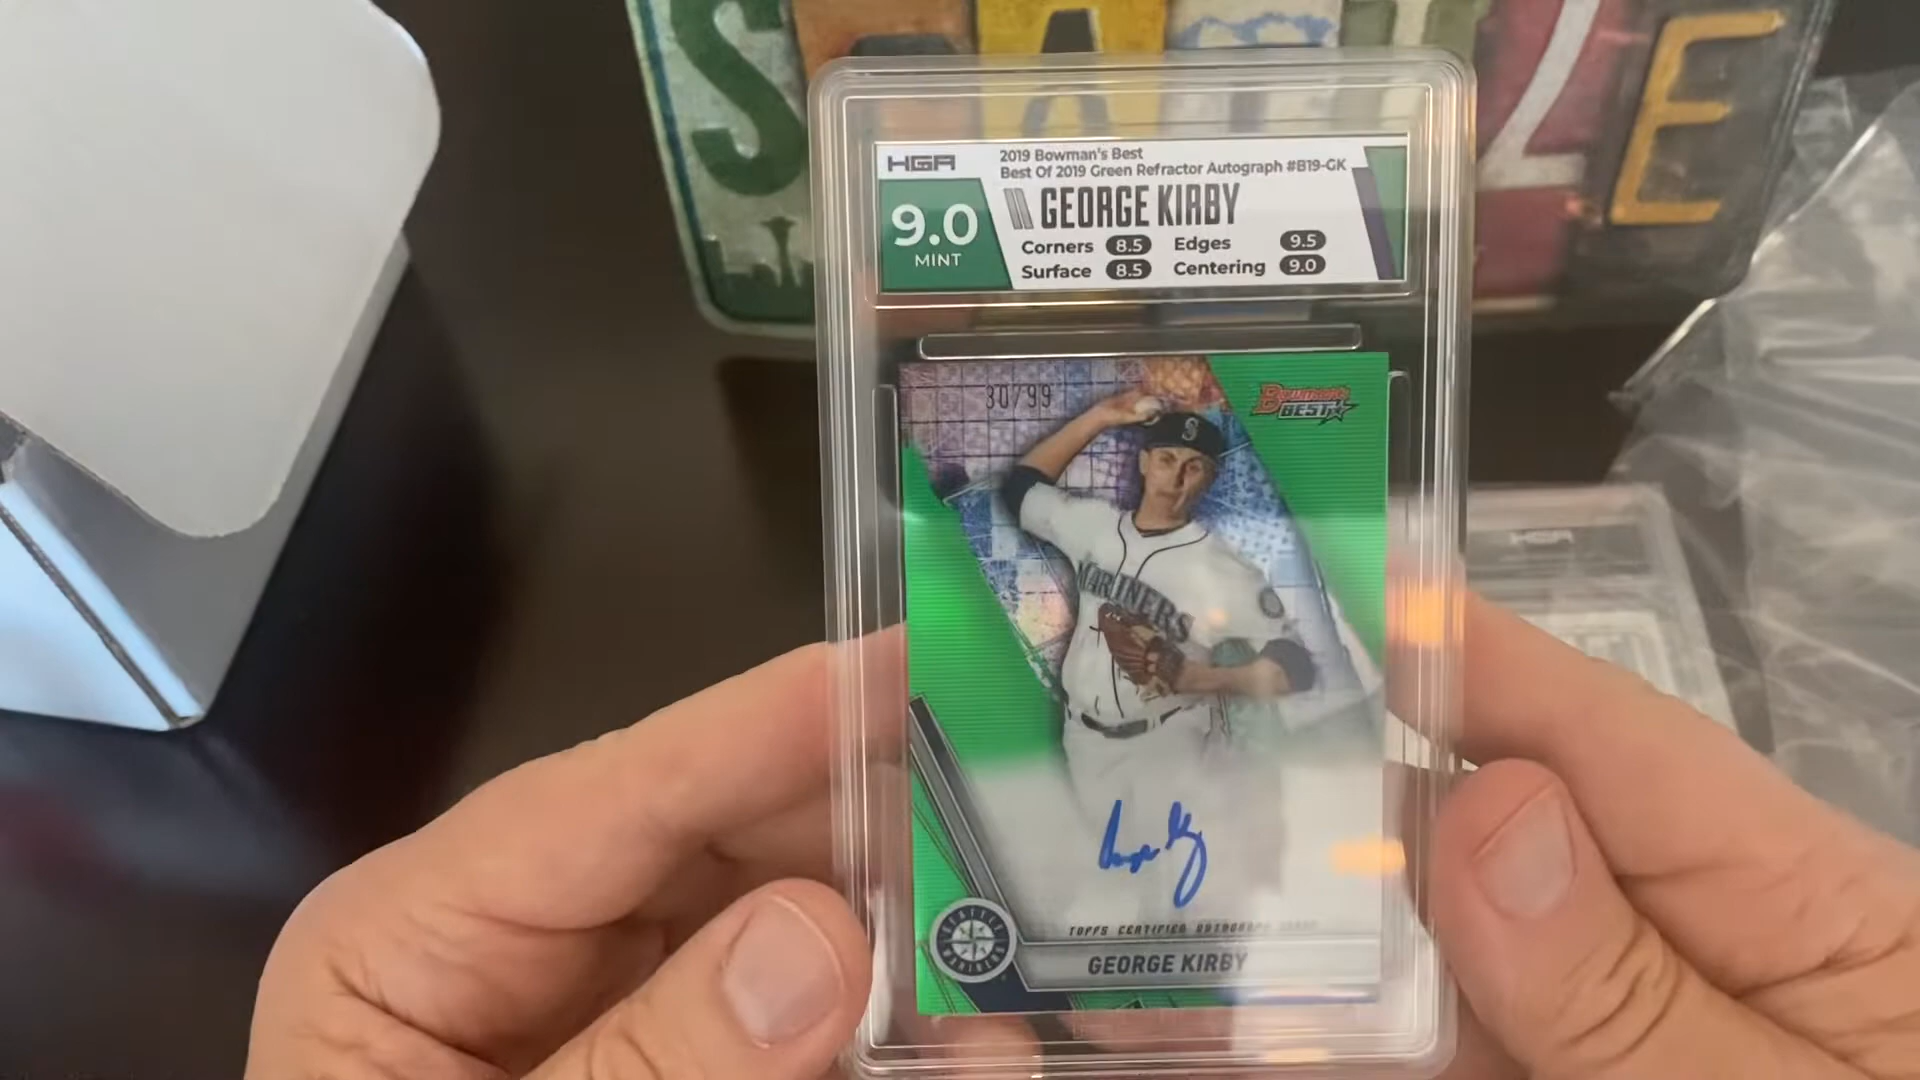 SEATTLE
HGA
2019 Bowman's Best
Best Of 2019 Green Refractor Autograph #B19-GK
GEORGE KIRBY
9.0
MINT
Corners 8.5 Edges 9.5
Surface 8.5 Centering 9.0
30/99
Bowman's
BEST
S
MARINERS
HGA
TOPPS CERTIFIED AUTOGRAPH ISSUE
SEATTLE
MARINERS
GEORGE KIRBY